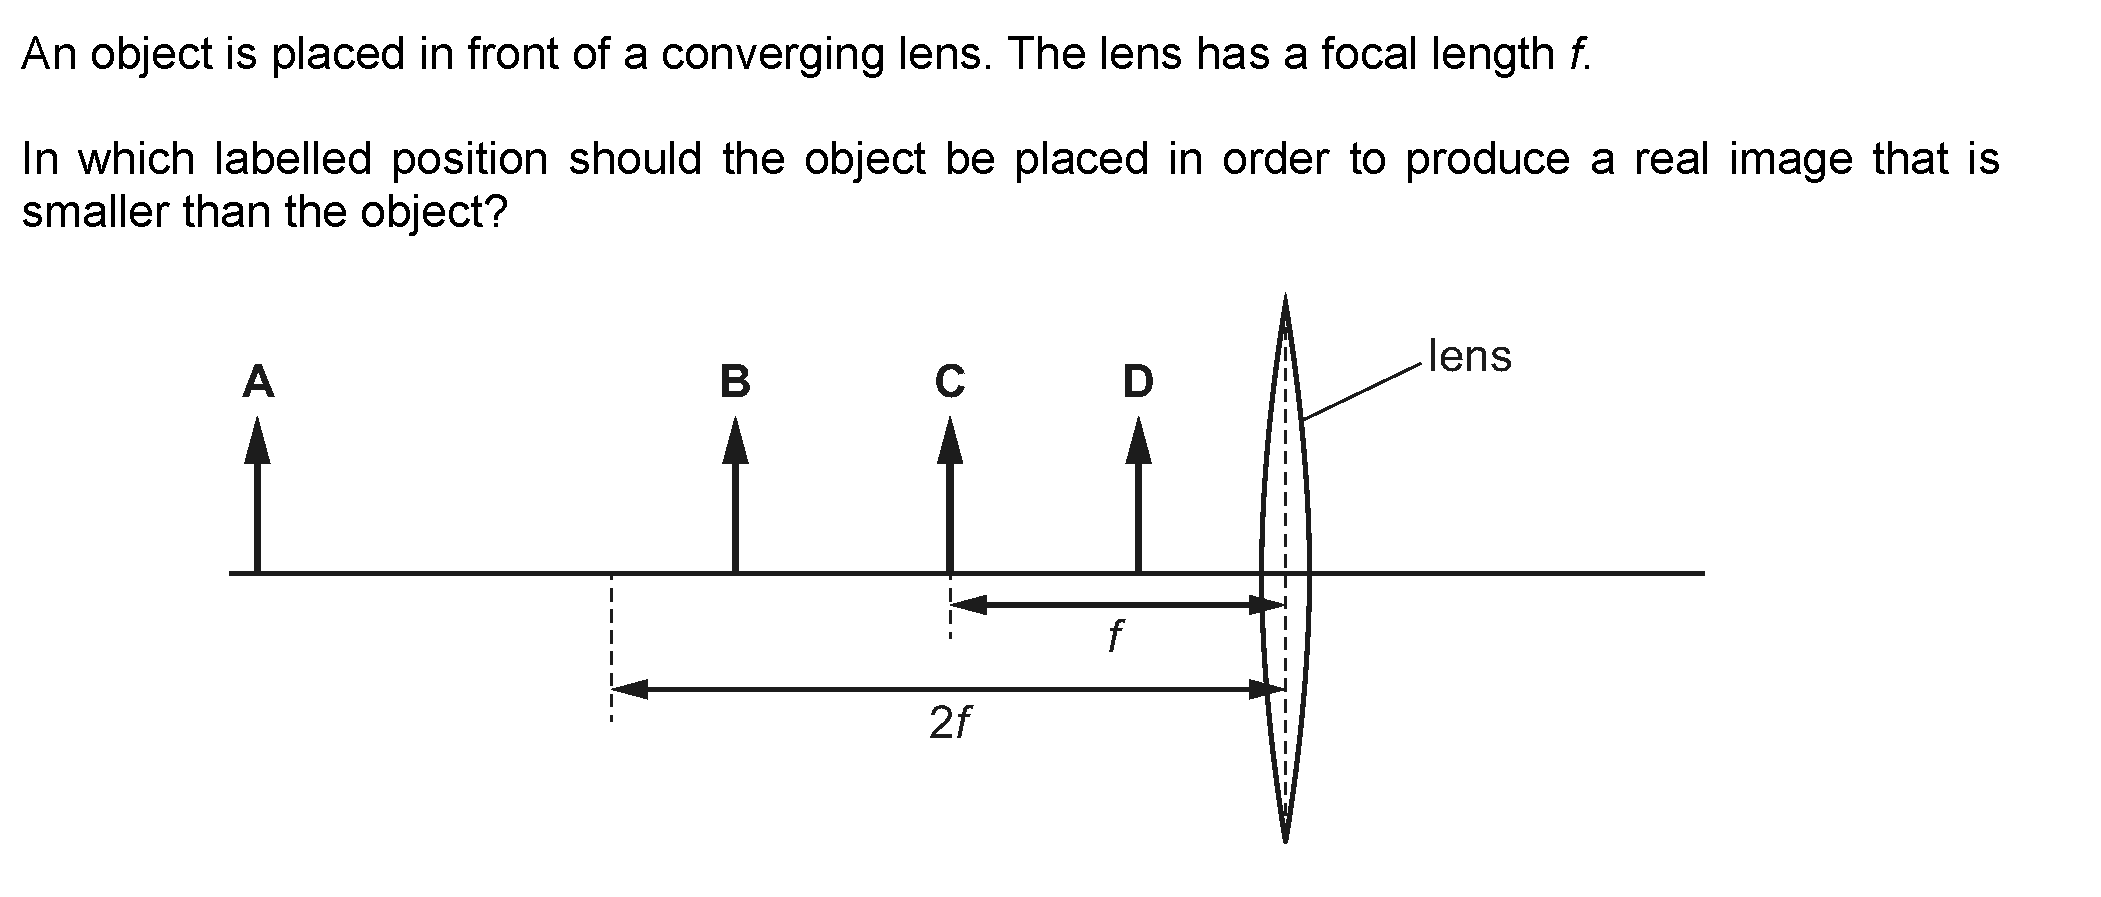 An object is placed in front of a converging lens. The lens has a focal length f.
In which labelled position should the object be placed in order to produce a real image that is
smaller than the object?
lens
A B C D
f
2f